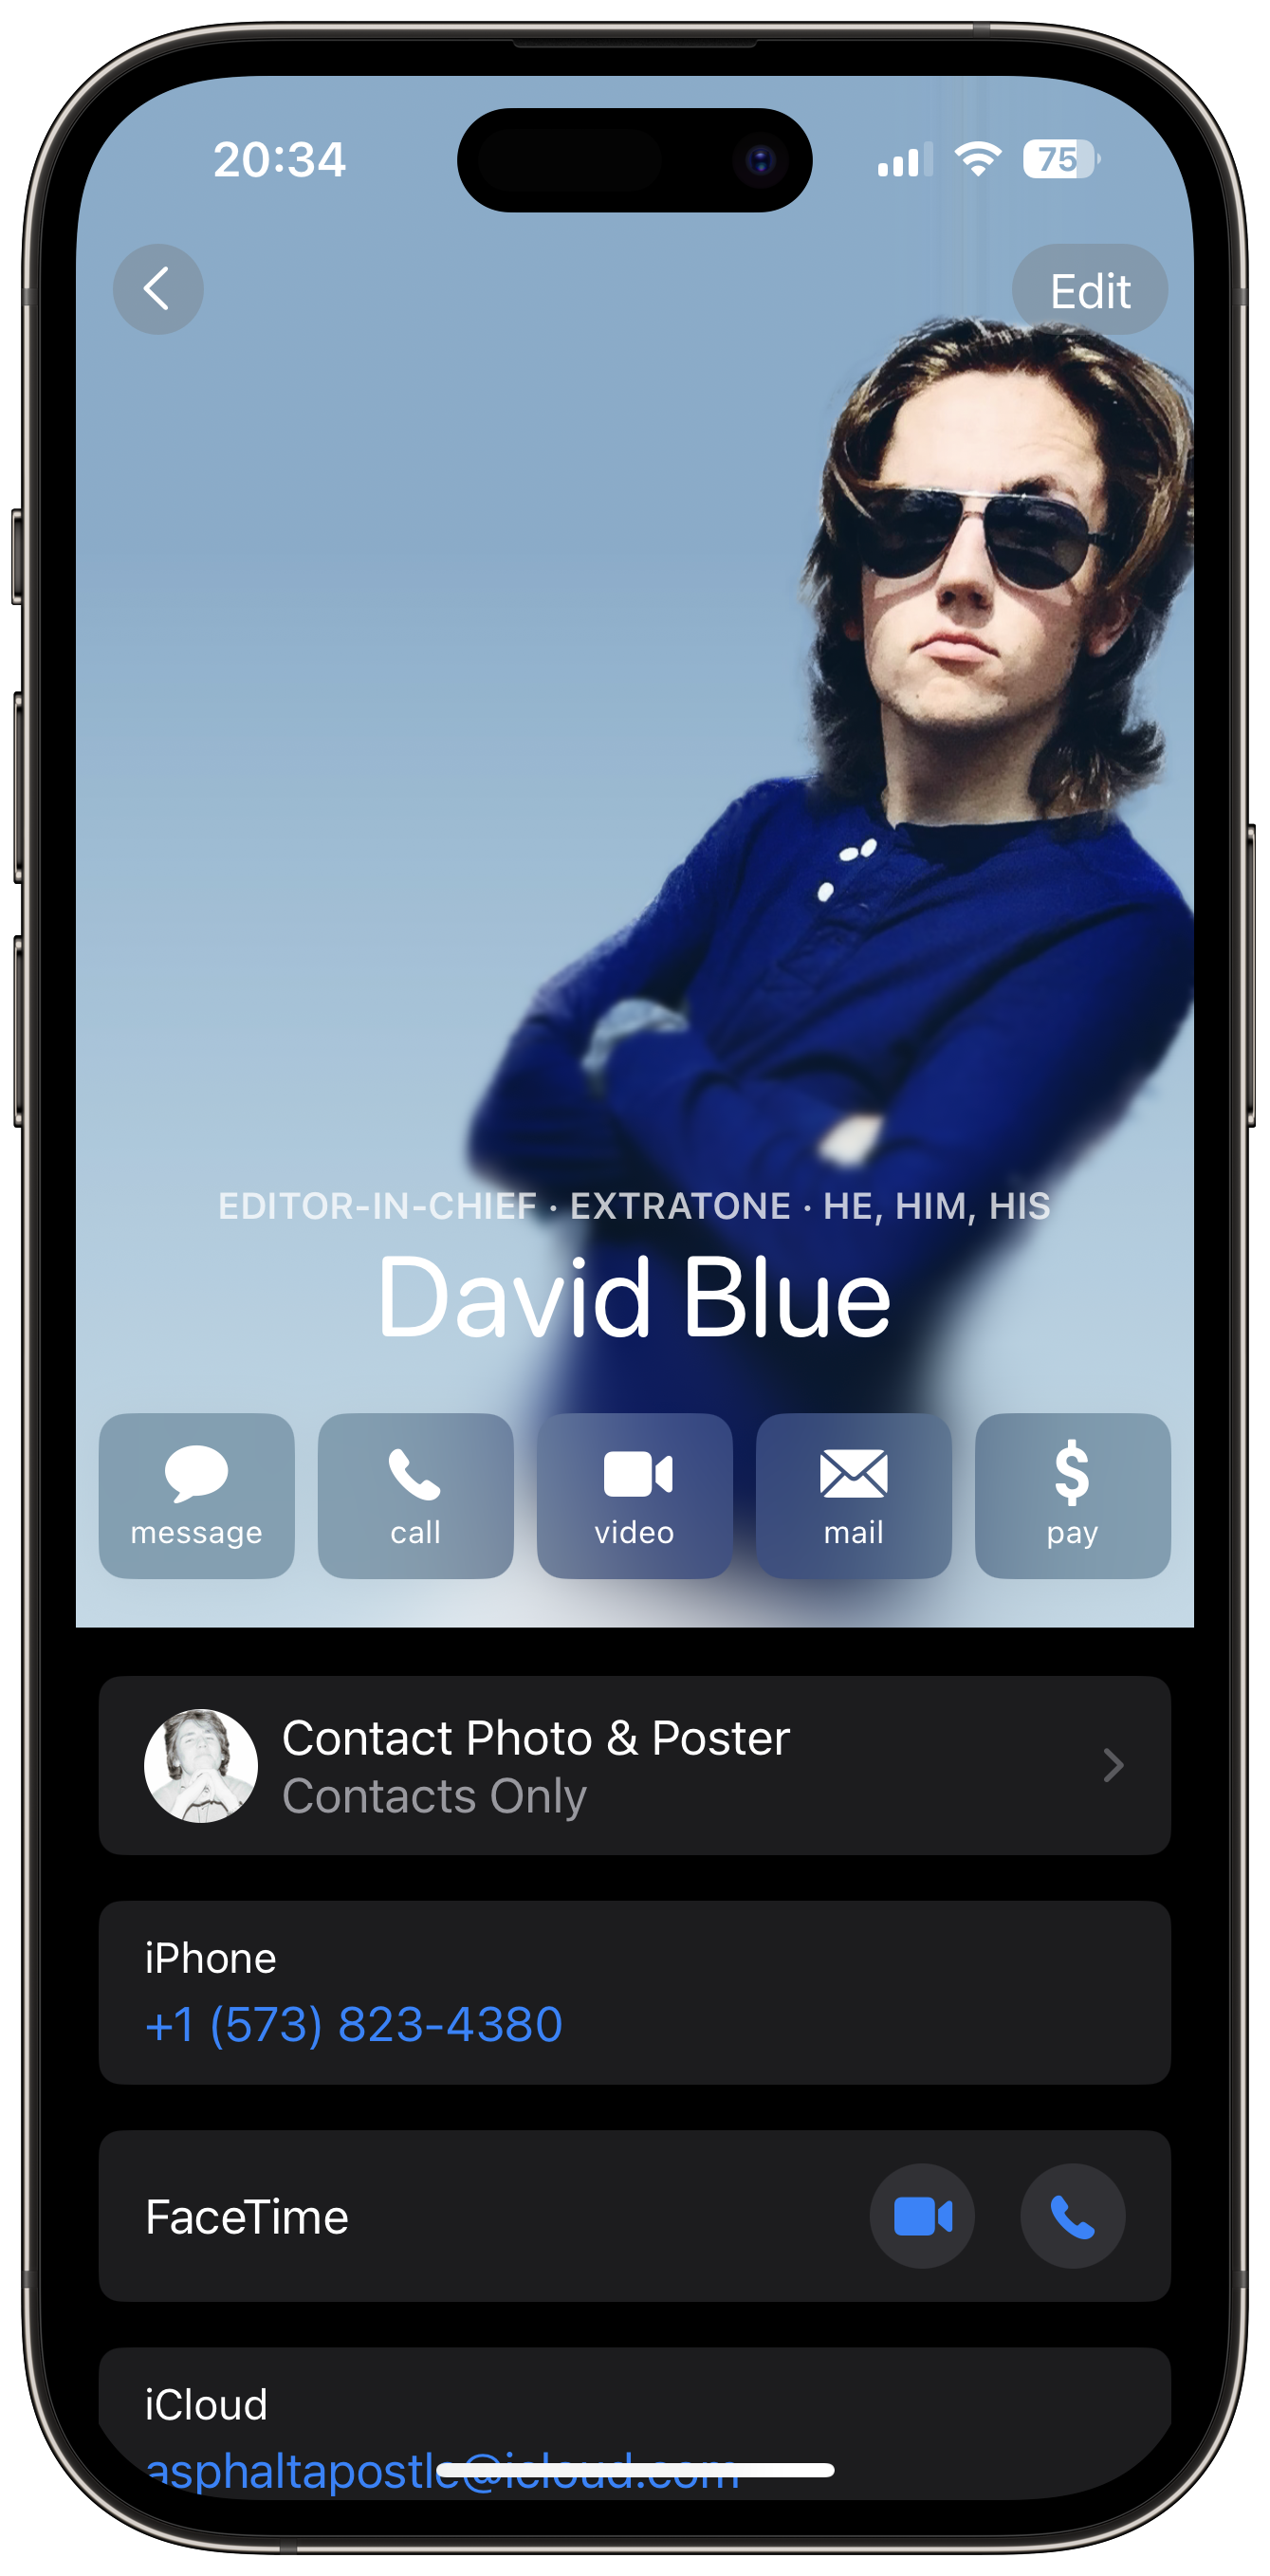 20:34
75
Edit
EDITOR-IN-CHIEF · EXTRATONE · HE, HIM, HIS
David Blue
message call video mail pay
Contact Photo & Poster
Contacts Only
iPhone
+1 (573) 823-4380
FaceTime
iCloud
asphaltapostle@icloud.com